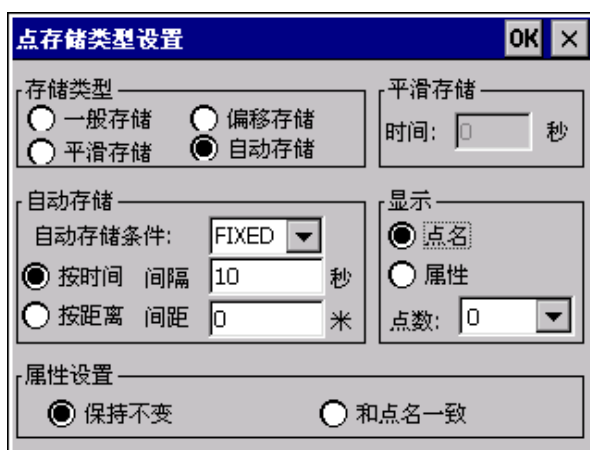 点存储类型设置 OK ×
存储类型
一般存储 偏移存储
平滑存储 自动存储
平滑存储
时间: 0 秒
自动存储
自动存储条件: FIXED
按时间 间隔 10 秒
按距离 间距 0 米
显示
点名
属性
点数: 0
属性设置
保持不变 和点名一致